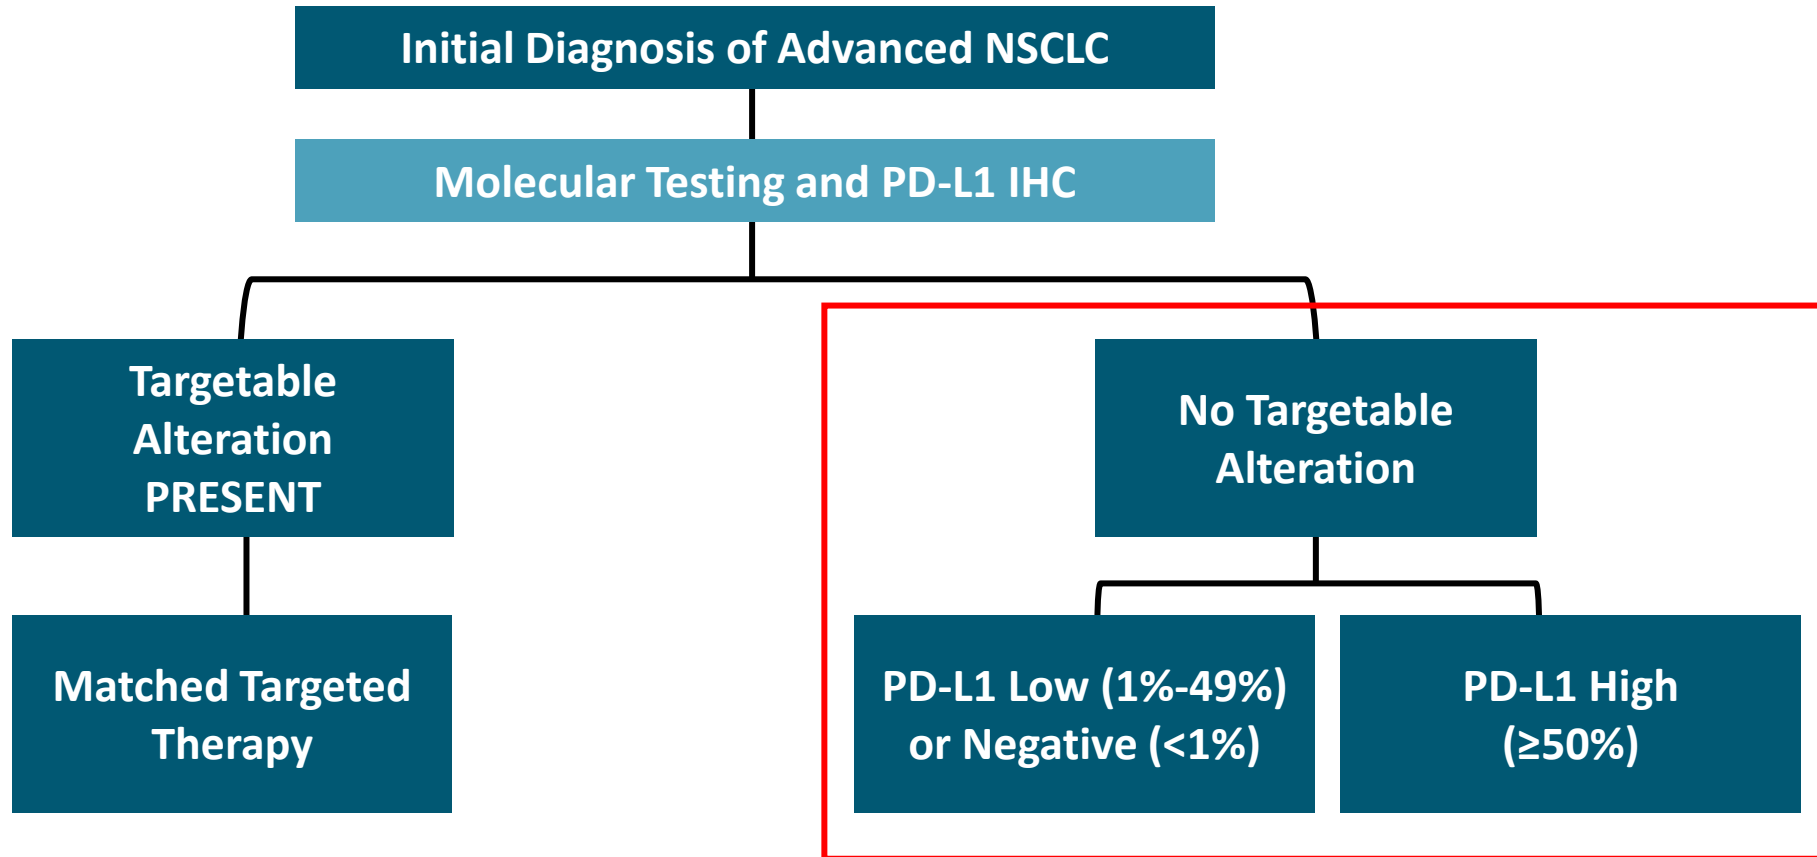 Initial Diagnosis of Advanced NSCLC
Molecular Testing and PD-L1 IHC
Targetable
Alteration
PRESENT
No Targetable
Alteration
Matched Targeted
Therapy
PD-L1 Low (1%-49%)
or Negative (<1%)
PD-L1 High
(≥50%)